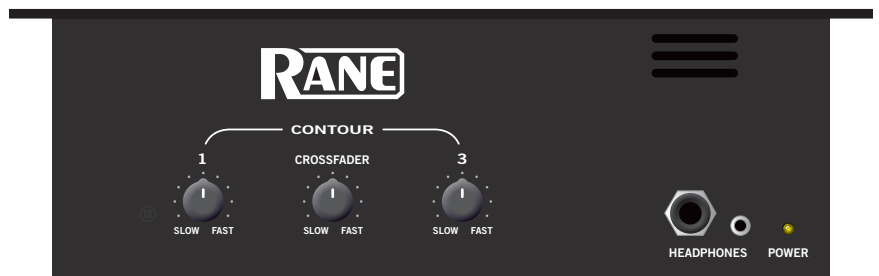 RANE
CONTOUR
1 CROSSFADER 3
SLOW FAST SLOW FAST SLOW FAST
HEADPHONES POWER